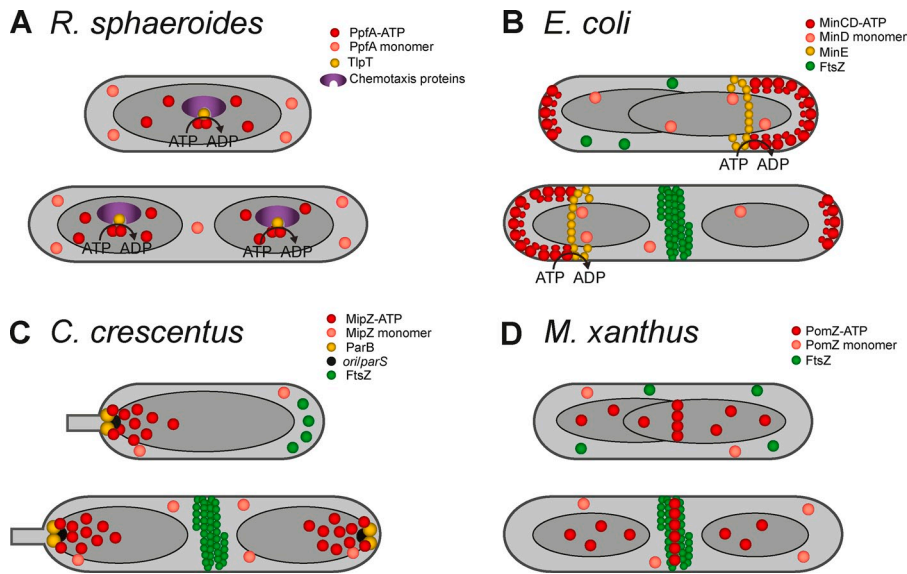 A R. sphaeroides
PpfA-ATP
PpfA monomer
TlpT
Chemotaxis proteins
ATP ADP
ATP ADP
ATP ADP
B E. coli
MinCD-ATP
MinD monomer
MinE
FtsZ
ATP ADP
ATP ADP
C C. crescentus
MipZ-ATP
MipZ monomer
ParB
ori/parS
FtsZ
D M. xanthus
PomZ-ATP
PomZ monomer
FtsZ